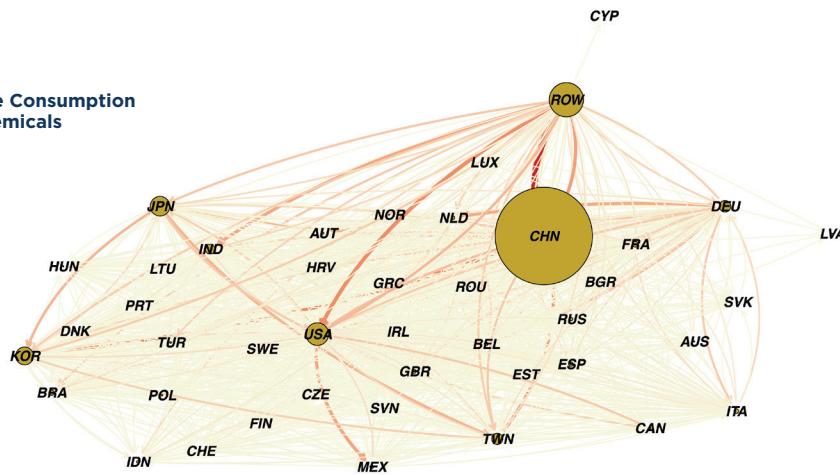 CYP
e Consumption
emicals
ROW
LUX
JPN
NOR
NLD
DEU
AUT
CHN
LVA
IND
FRA
HUN
LTU
HRV
GRC
ROU
BGR
PRT
SVK
RUS
DNK
USA
IRL
TUR
SWE
BEL
AUS
KOR
ESP
GBR
EST
BRA
POL
CZE
SVN
ITA
FIN
CAN
TWN
CHE
IDN
MEX